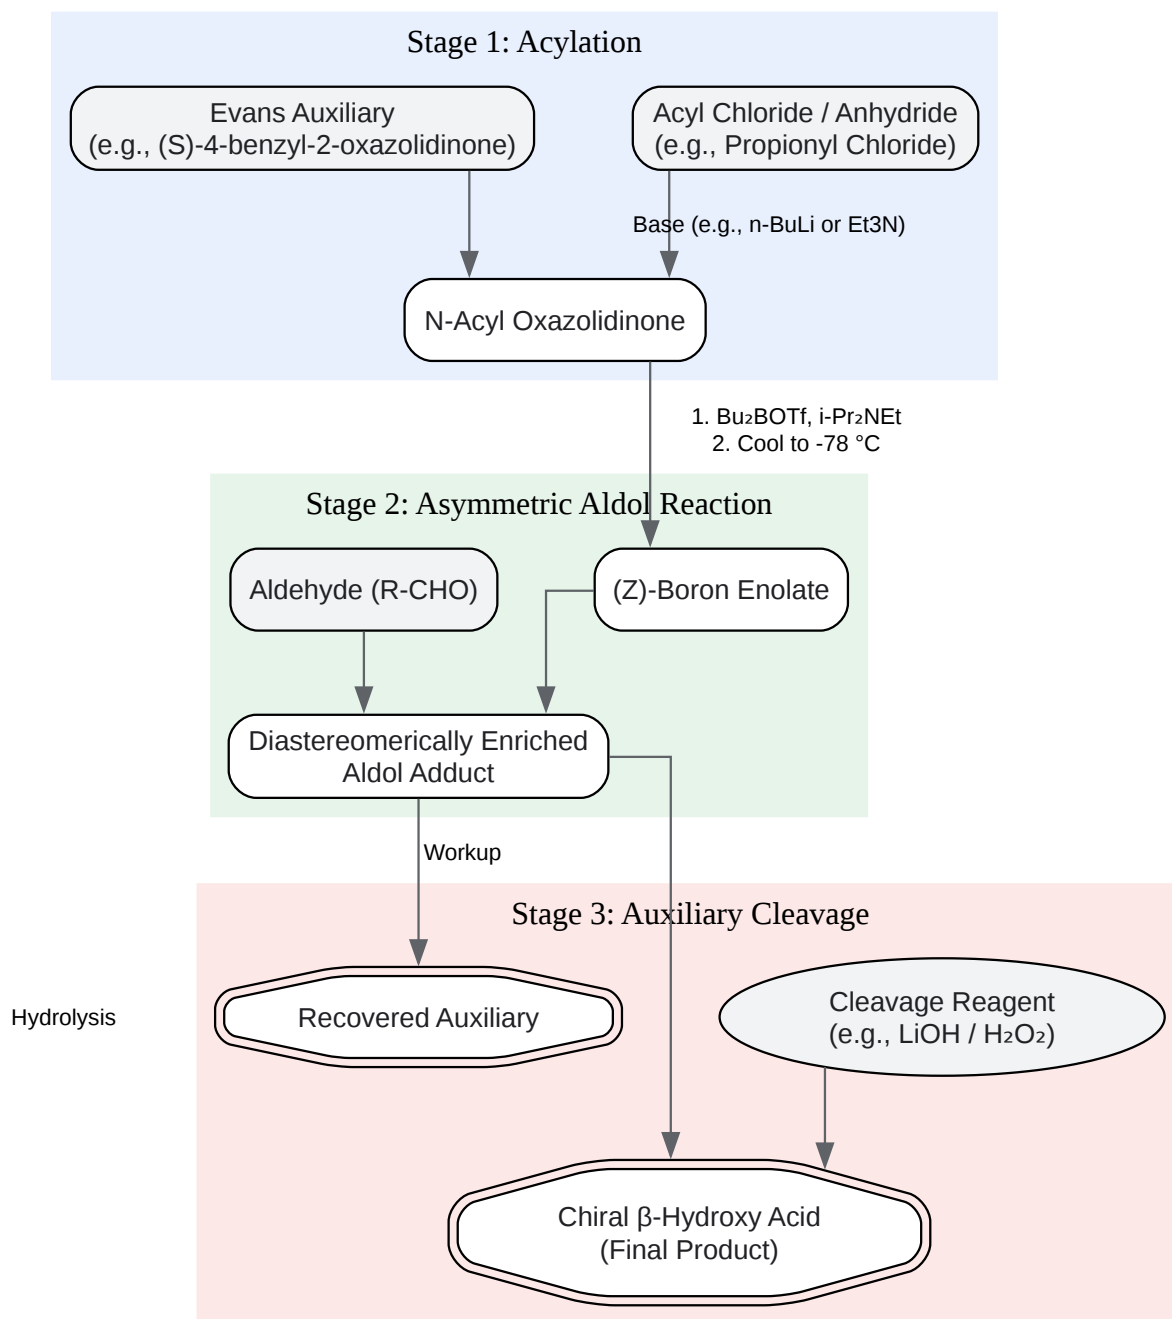 Stage 1: Acylation
Evans Auxiliary
(e.g., (S)-4-benzyl-2-oxazolidinone)
Acyl Chloride / Anhydride
(e.g., Propionyl Chloride)
Base (e.g., n-BuLi or Et3N)
N-Acyl Oxazolidinone
1. Bu₂BOTf, i-Pr₂NEt
2. Cool to -78 °C
Stage 2: Asymmetric Aldol Reaction
Aldehyde (R-CHO)
(Z)-Boron Enolate
Diastereomerically Enriched
Aldol Adduct
Workup
Stage 3: Auxiliary Cleavage
Hydrolysis
Recovered Auxiliary
Cleavage Reagent
(e.g., LiOH / H₂O₂)
Chiral β-Hydroxy Acid
(Final Product)